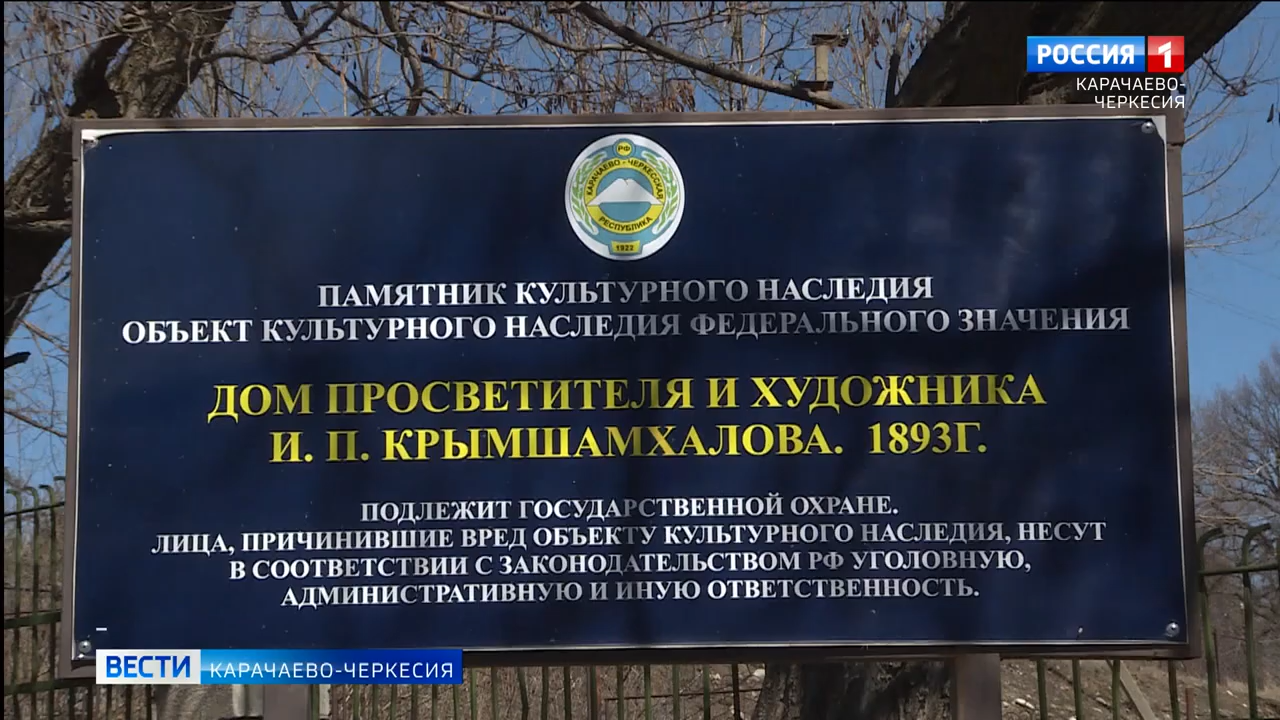 РОССИЯ 1
КАРАЧАЕВО-
ЧЕРКЕСИЯ
РФ
КАРАЧАЕВО - ЧЕРКЕССКАЯ
РЕСПУБЛИКА
1922
ПАМЯТНИК КУЛЬТУРНОГО НАСЛЕДИЯ
ОБЪЕКТ КУЛЬТУРНОГО НАСЛЕДИЯ ФЕДЕРАЛЬНОГО ЗНАЧЕНИЯ
ДОМ ПРОСВЕТИТЕЛЯ И ХУДОЖНИКА
И. П. КРЫМШАМХАЛОВА. 1893Г.
ПОДЛЕЖИТ ГОСУДАРСТВЕННОЙ ОХРАНЕ.
ЛИЦА, ПРИЧИНИВШИЕ ВРЕД ОБЪЕКТУ КУЛЬТУРНОГО НАСЛЕДИЯ, НЕСУТ
В СООТВЕТСТВИИ С ЗАКОНОДАТЕЛЬСТВОМ РФ УГОЛОВНУЮ,
АДМИНИСТРАТИВНУЮ И ИНУЮ ОТВЕТСТВЕННОСТЬ.
ВЕСТИ КАРАЧАЕВО-ЧЕРКЕСИЯ